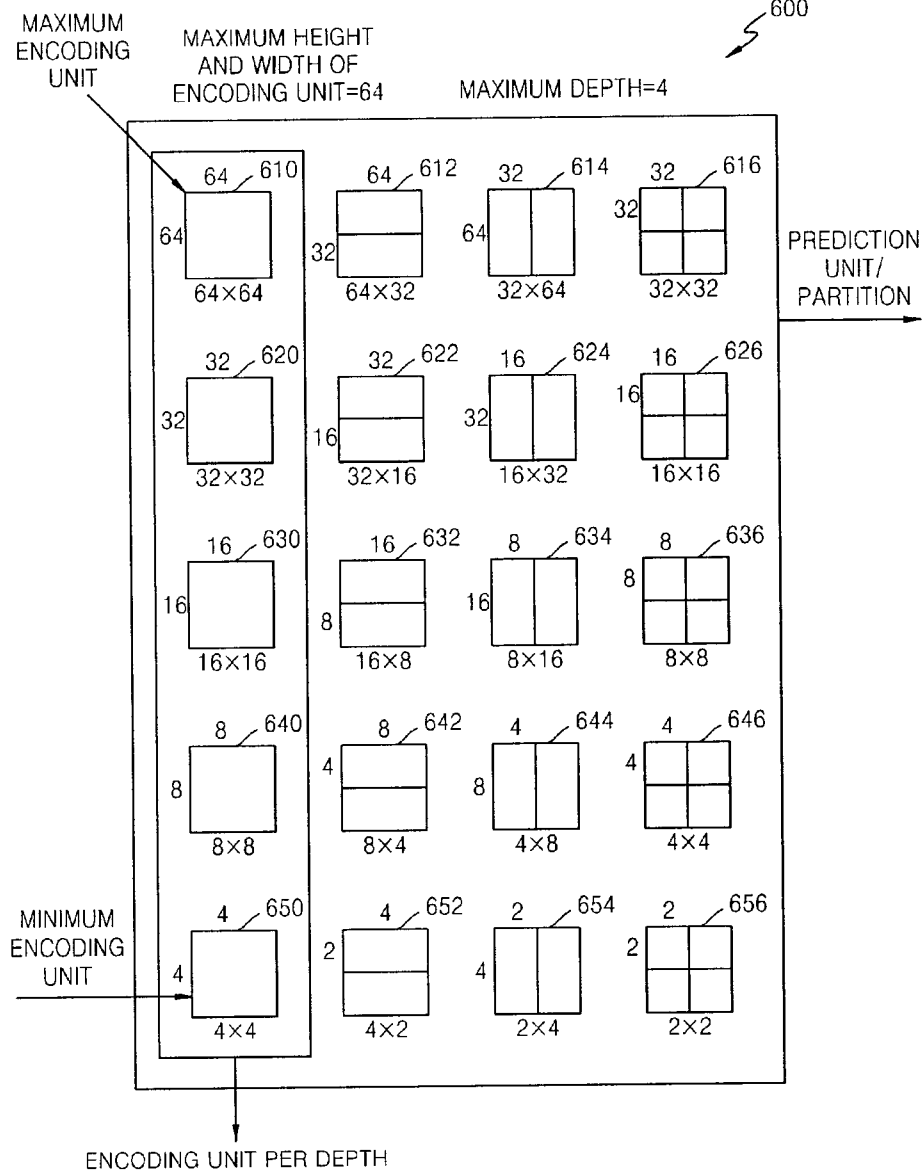 600
MAXIMUM
ENCODING
UNIT
MAXIMUM HEIGHT
AND WIDTH OF
ENCODING UNIT=64
MAXIMUM DEPTH=4
64 610 64 612 32 614 32 616
64 32 64 32
64×64 64×32 32×64 32×32
PREDICTION
UNIT/
PARTITION
32 620 32 622 16 624 16 626
32 16 32 16
32×32 32×16 16×32 16×16
16 630 16 632 8 634 8 636
16 8 16 8
16×16 16×8 8×16 8×8
8 640 8 642 4 644 4 646
8 4 8 4
8×8 8×4 4×8 4×4
MINIMUM
ENCODING
UNIT
4 650 4 652 2 654 2 656
4 2 4 2
4×4 4×2 2×4 2×2
ENCODING UNIT PER DEPTH